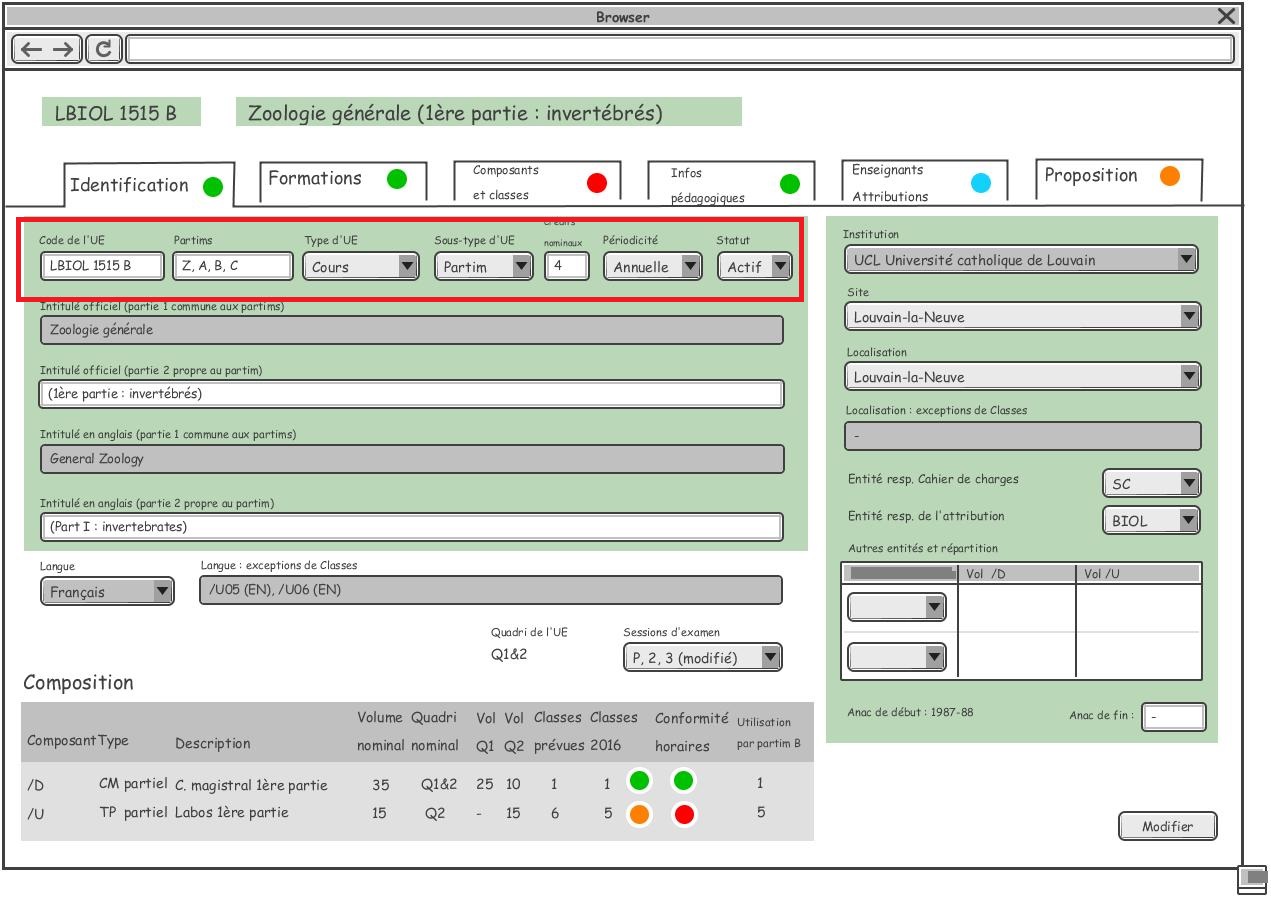 Browser
LBIOL 1515 B
Zoologie générale (1ère partie : invertébrés)
Identification
Formations
Composants
et classes
Infos
pédagogiques
Enseignants
Attributions
Proposition
Code de l'UE
Partims
Type d'UE
Sous-type d'UE
nominaux
Périodicité
Statut
LBIOL 1515 B
Z, A, B, C
Cours
Partim
4
Annuelle
Actif
Intitulé officiel (partie 1 commune aux partims)
Zoologie générale
Intitulé officiel (partie 2 propre au partim)
(1ère partie : invertébrés)
Intitulé en anglais (partie 1 commune aux partims)
General Zoology
Intitulé en anglais (partie 2 propre au partim)
(Part I : invertebrates)
Langue
Français
Langue : exceptions de Classes
/U05 (EN), /U06 (EN)
Quadri de l'UE
Q1&2
Sessions d'examen
P, 2, 3 (modifié)
Institution
UCL Université catholique de Louvain
Site
Louvain-la-Neuve
Localisation
Louvain-la-Neuve
Localisation : exceptions de Classes
-
Entité resp. Cahier de charges
SC
Entité resp. de l'attribution
BIOL
Autres entités et répartition
Vol /D
Vol /U
Anac de début : 1987-88
Anac de fin :
-
Composition
Composant Type Description Volume nominal Quadri nominal Vol Q1 Vol Q2 Classes prévues Classes 2016 Conformité horaires Utilisation par partim B
/D CM partiel C. magistral 1ère partie 35 Q1&2 25 10 1 1 1
/U TP partiel Labos 1ère partie 15 Q2 - 15 6 5 5
Modifier